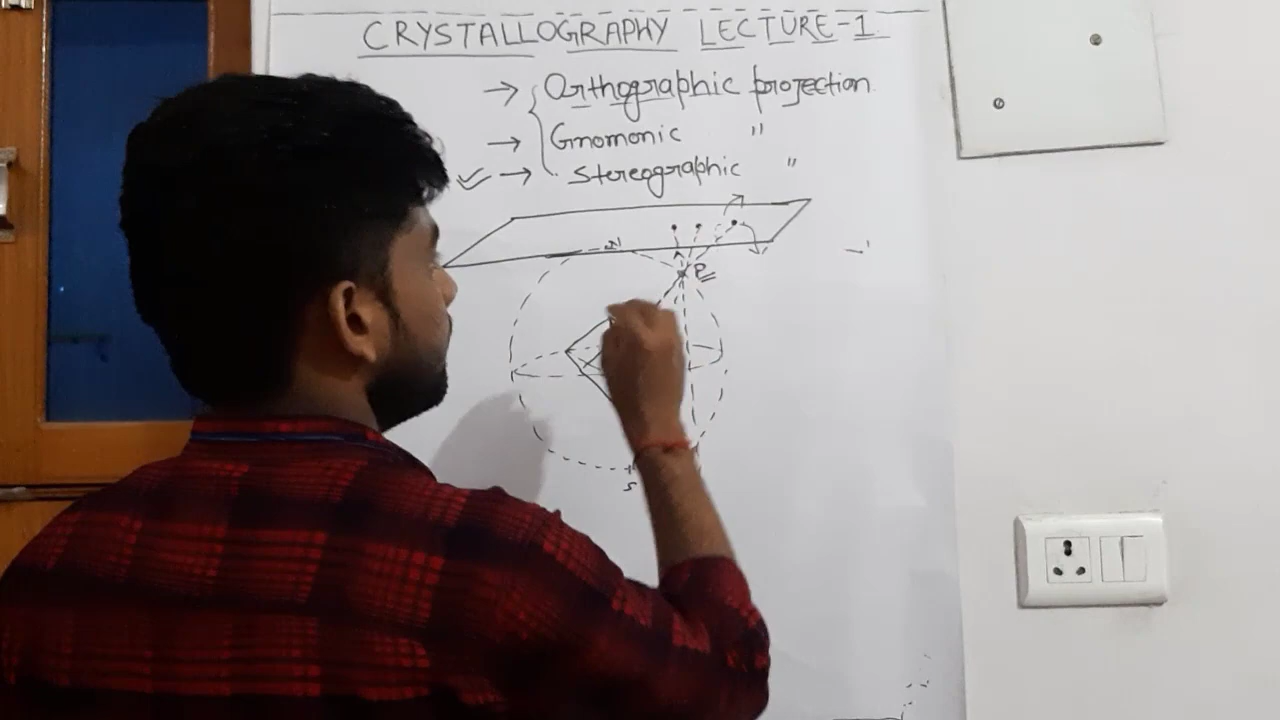 CRYSTALLOGRAPHY LECTURE-1
→ Orthographic projection
→ Gnomonic "
✓ → Stereographic "
N
P
S